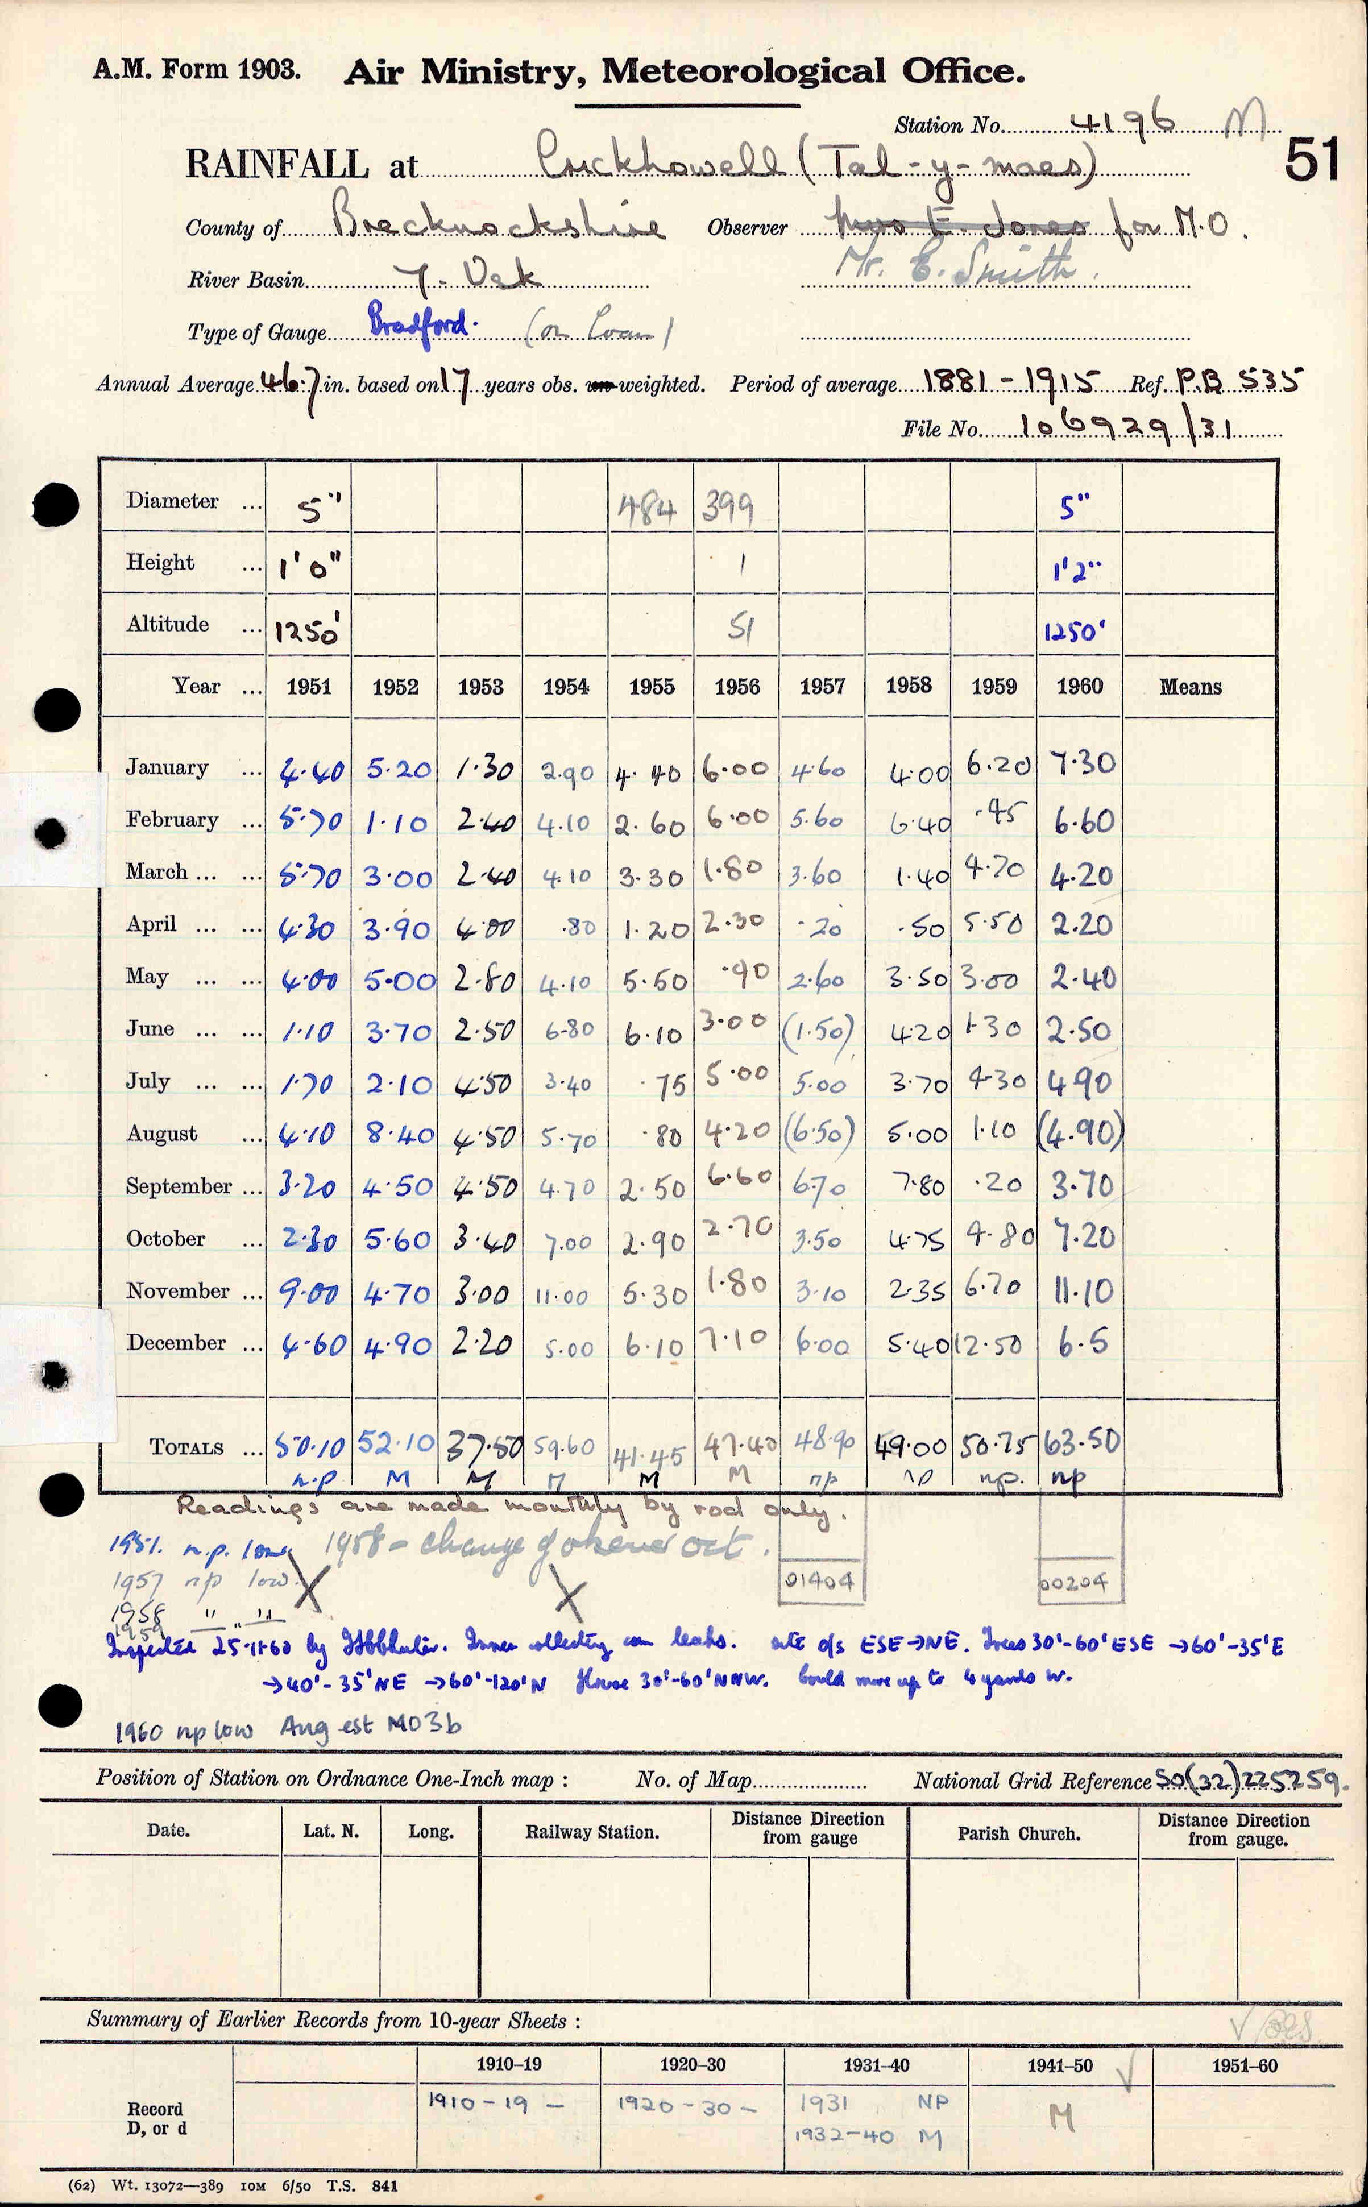 A.M. Form 1903. Air Ministry, Meteorological Office.
Station No. 4196 M
51
RAINFALL at Crickhowell (Tal-y-maes)
County of Brecknockshire Observer Mrs E. Jones for M.O.
Mr. E. Smith.
River Basin 7. Usk
Type of Gauge Bradford. (on loan)
Annual Average 46.7 in. based on 17 years obs. un-weighted. Period of average 1881-1915 Ref. P.B 535
File No. 106929/31
Diameter ... 5" 484 399 5"
Height ... 1'0" 1 1'2"
Altitude ... 1250' 51 1250'
Year ... 1951 1952 1953 1954 1955 1956 1957 1958 1959 1960 Means
January ... 4.40 5.20 1.30 2.90 4.40 6.00 4.60 4.00 6.20 7.30
February ... 5.70 1.10 2.40 4.10 2.60 6.00 5.60 6.40 .45 6.60
March ... ... 5.70 3.00 2.40 4.10 3.30 1.80 3.60 1.40 4.70 4.20
April ... ... 4.30 3.90 4.00 .80 1.20 2.30 .20 .50 5.50 2.20
May ... ... 4.00 5.00 2.80 4.10 5.50 .90 2.60 3.50 3.00 2.40
June ... ... 1.10 3.70 2.50 6.80 6.10 3.00 (1.50) 4.20 1.30 2.50
July ... ... 1.70 2.10 4.50 3.40 .75 5.00 5.00 3.70 4.30 4.90
August ... 4.10 8.40 4.50 5.70 .80 4.20 (6.50) 5.00 1.10 (4.90)
September ... 3.20 4.50 4.50 4.70 2.50 6.60 6.70 7.80 .20 3.70
October ... 2.30 5.60 3.40 7.00 2.90 2.70 3.50 4.75 4.80 7.20
November ... 9.00 4.70 3.00 11.00 5.30 1.80 3.10 2.35 6.70 11.10
December ... 4.60 4.90 2.20 5.00 6.10 7.10 6.00 5.40 12.50 6.5
TOTALS ... 50.10 52.10 37.50 59.60 41.45 47.40 48.90 49.00 50.75 63.50
n.p. M M M M M np np np. np
Readings are made monthly by rod only.
1951. n.p. low 1958 - change of observer oct.
1957 np low. X X 01404 00204
1958 " " "
1959
Inspected 25-11-60 by Inner collecting can leaks. site o/s ESE→NE. Trees 30'-60' ESE →60'-35'E
→40'-35'NE →60'-120'N House 30'-60'NNW. Could move up to 4 yards W.
1960 np low Aug est MO3b
Position of Station on Ordnance One-Inch map : No. of Map National Grid Reference SO(32)225259.
Date. Lat. N. Long. Railway Station. Distance Direction from gauge Parish Church. Distance Direction from gauge.
Summary of Earlier Records from 10-year Sheets :
1910–19 1920–30 1931–40 1941–50 1951–60
Record D, or d 1910-19 - 1920-30 - 1931 NP M
1932-40 M
(62) Wt. 13072—389 10M 6/50 T.S. 841